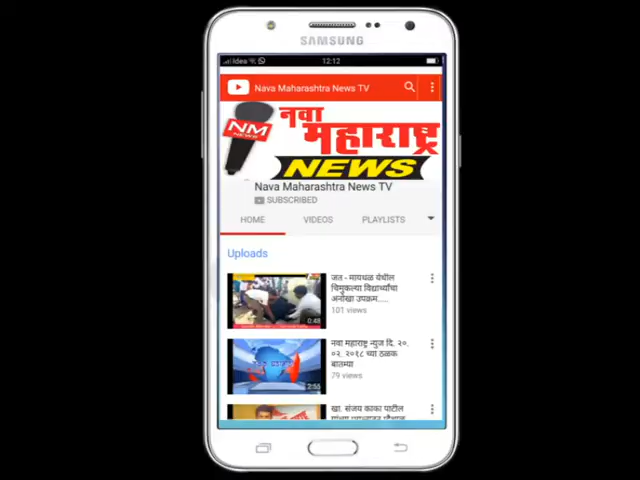 SAMSUNG
Idea
12:12
Nava Maharashtra News TV
नवा
महाराष्ट्र
NM
NEWS
NEWS
Nava Maharashtra News TV
SUBSCRIBED
HOME VIDEOS PLAYLISTS
Uploads
जत - मायथळ येथील
चिमुकल्या विद्यार्थ्यांचा
अनोखा उपक्रम.....
101 views
0:48
नवा महाराष्ट्र न्युज दि. २०.
०२. २०१८ च्या ठळक
बातम्या
79 views
2:55
खा. संजय काका पाटील